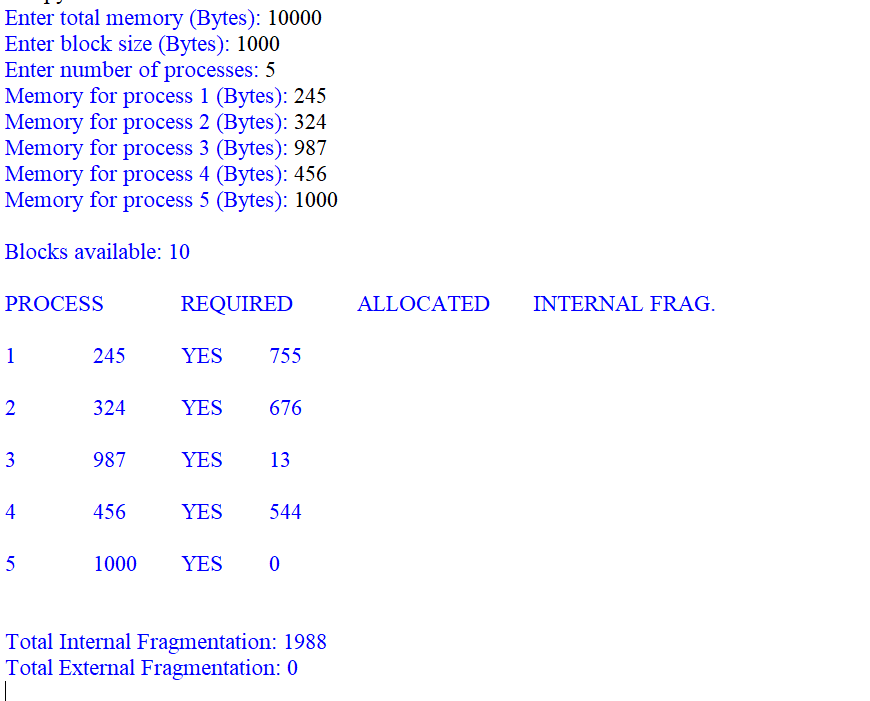 Enter total memory (Bytes): 10000
Enter block size (Bytes): 1000
Enter number of processes: 5
Memory for process 1 (Bytes): 245
Memory for process 2 (Bytes): 324
Memory for process 3 (Bytes): 987
Memory for process 4 (Bytes): 456
Memory for process 5 (Bytes): 1000
Blocks available: 10
PROCESS REQUIRED ALLOCATED INTERNAL FRAG.
1 245 YES 755
2 324 YES 676
3 987 YES 13
4 456 YES 544
5 1000 YES 0
Total Internal Fragmentation: 1988
Total External Fragmentation: 0